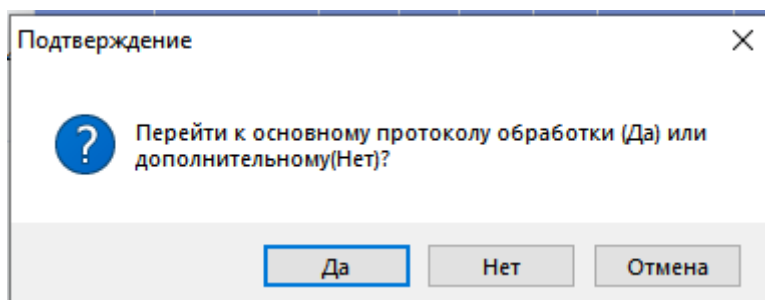 Подтверждение
Перейти к основному протоколу обработки (Да) или
дополнительному(Нет)?
Да
Нет
Отмена